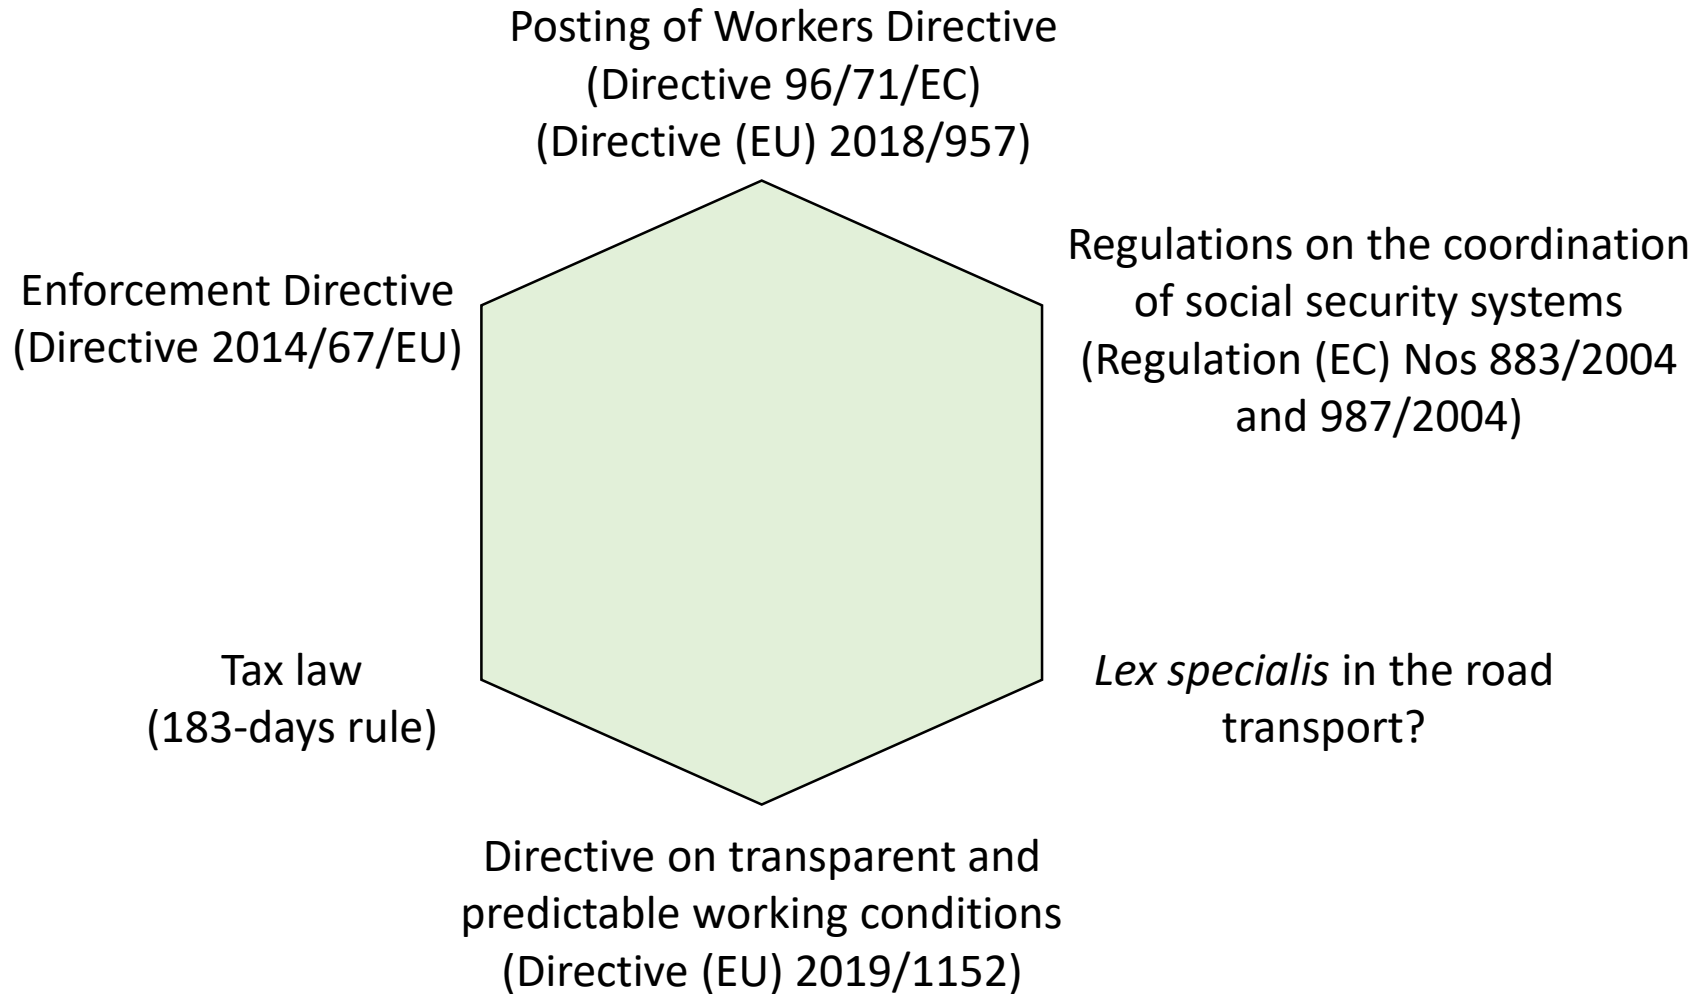 Posting of Workers Directive
(Directive 96/71/EC)
(Directive (EU) 2018/957)
Regulations on the coordination
of social security systems
(Regulation (EC) Nos 883/2004
and 987/2004)
Enforcement Directive
(Directive 2014/67/EU)
Tax law
(183-days rule)
Lex specialis in the road
transport?
Directive on transparent and
predictable working conditions
(Directive (EU) 2019/1152)